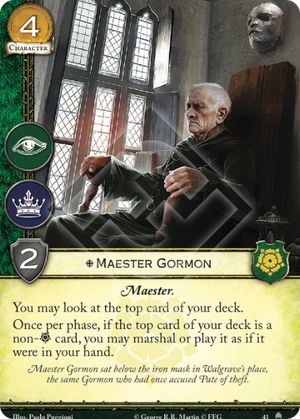 4
CHARACTER
2
MAESTER GORMON
Maester.
You may look at the top card of your deck.
Once per phase, if the top card of your deck is a
non- card, you may marshal or play it as if it
were in your hand.
Maester Gormon sat below the iron mask in Walgrave's place,
the same Gormon who had once accused Pate of theft.
Illus. Paolo Puggioni
© George R.R. Martin © FFG
41